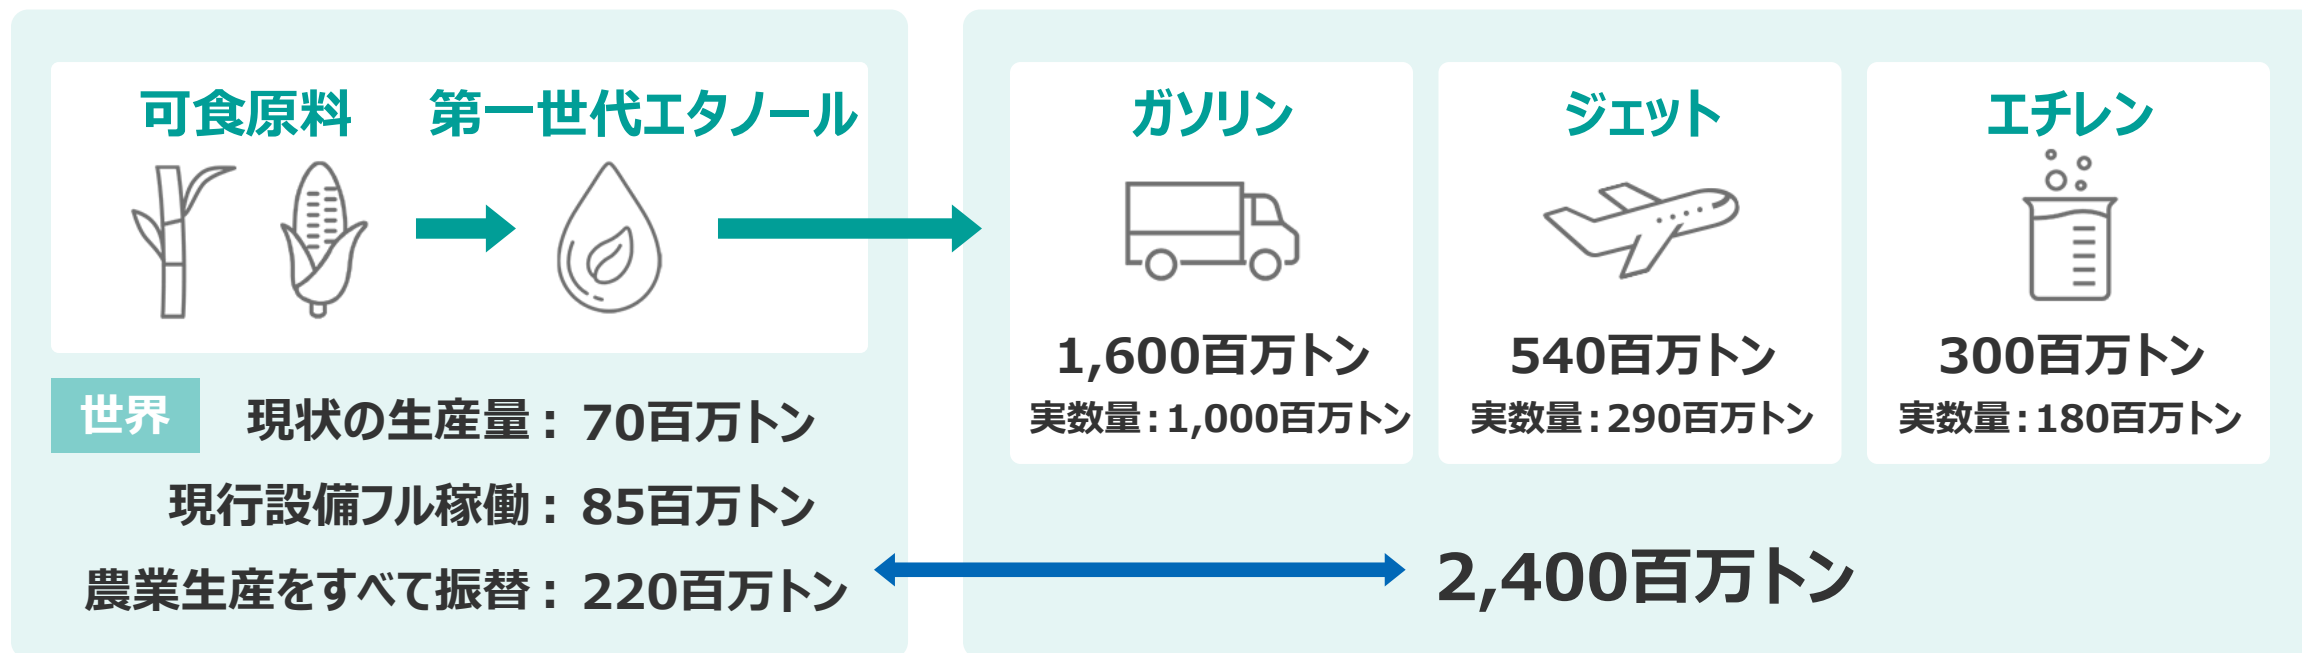 可食原料
第一世代エタノール
世界
現状の生産量： 70百万トン
現行設備フル稼働： 85百万トン
農業生産をすべて振替： 220百万トン
ガソリン
1,600百万トン
実数量：1,000百万トン
ジェット
540百万トン
実数量：290百万トン
エチレン
300百万トン
実数量：180百万トン
2,400百万トン